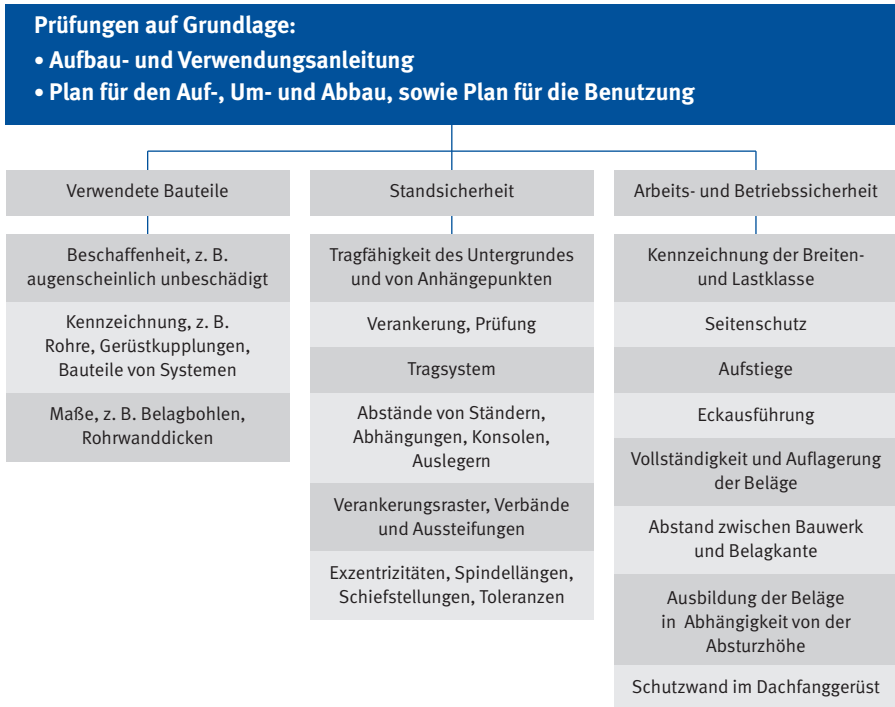 Prüfungen auf Grundlage:
• Aufbau- und Verwendungsanleitung
• Plan für den Auf-, Um- und Abbau, sowie Plan für die Benutzung
Verwendete Bauteile
Beschaffenheit, z. B.
augenscheinlich unbeschädigt
Kennzeichnung, z. B.
Rohre, Gerüstkupplungen,
Bauteile von Systemen
Maße, z. B. Belagbohlen,
Rohrwanddicken
Standsicherheit
Tragfähigkeit des Untergrundes
und von Anhängepunkten
Verankerung, Prüfung
Tragsystem
Abstände von Ständern,
Abhängungen, Konsolen,
Auslegern
Verankerungsraster, Verbände
und Aussteifungen
Exzentrizitäten, Spindellängen,
Schiefstellungen, Toleranzen
Arbeits- und Betriebssicherheit
Kennzeichnung der Breiten-
und Lastklasse
Seitenschutz
Aufstiege
Eckausführung
Vollständigkeit und Auflagerung
der Beläge
Abstand zwischen Bauwerk
und Belagkante
Ausbildung der Beläge
in Abhängigkeit von der
Absturzhöhe
Schutzwand im Dachfanggerüst